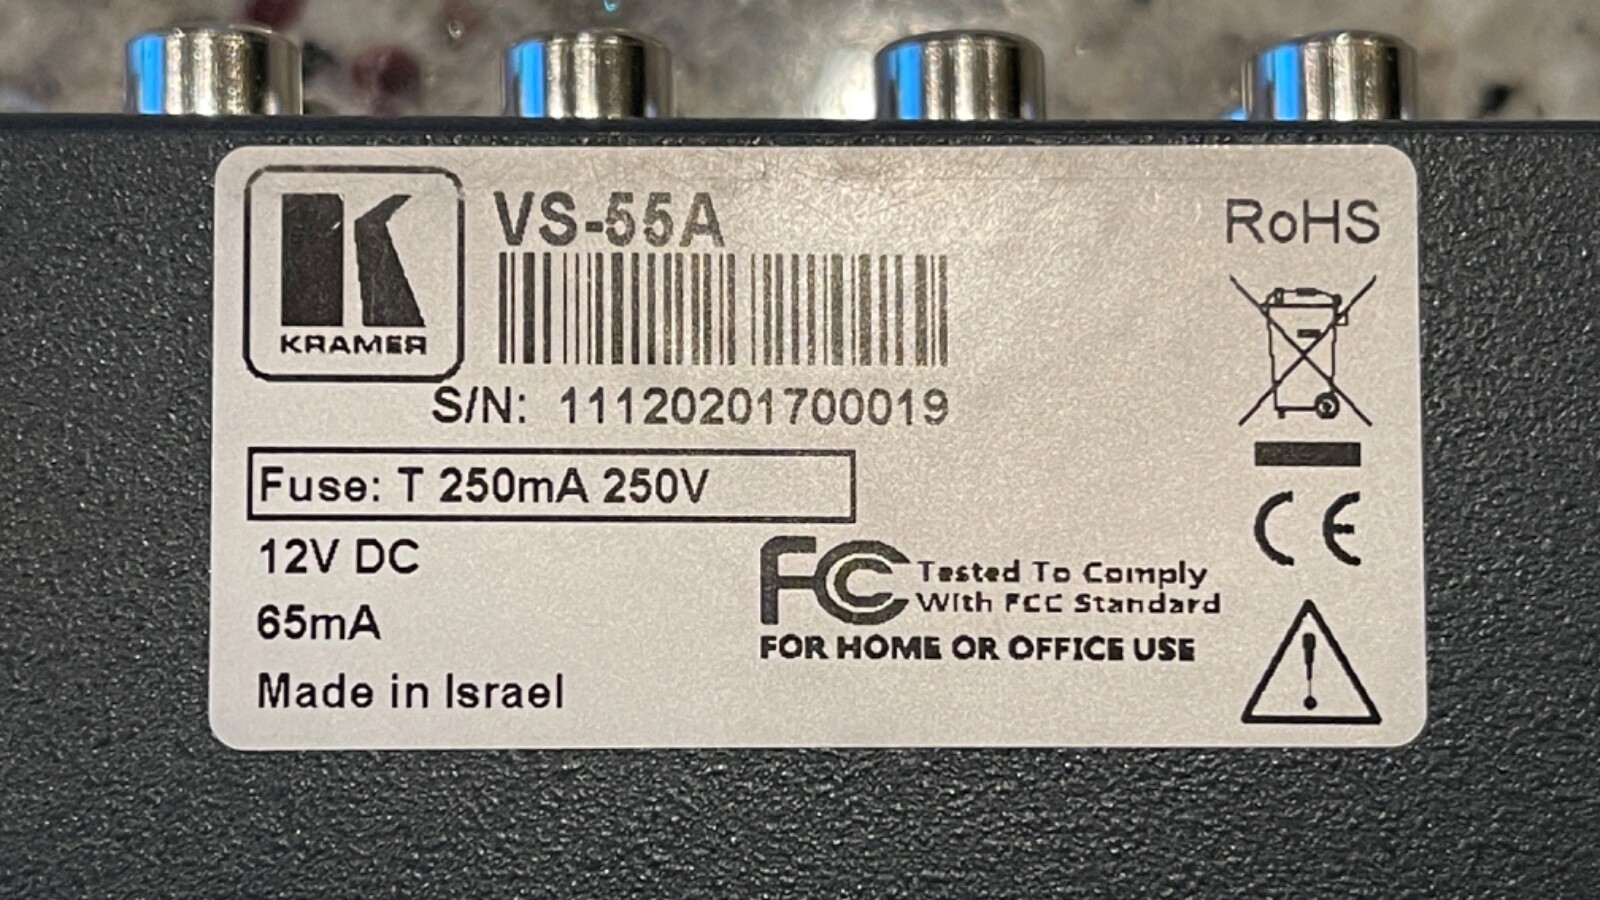 KRAMER
VS-55A
S/N: 11120201700019
Fuse: T 250mA 250V
12V DC
65mA
Made in Israel
FC Tested To Comply
With FCC Standard
FOR HOME OR OFFICE USE
RoHS
CE